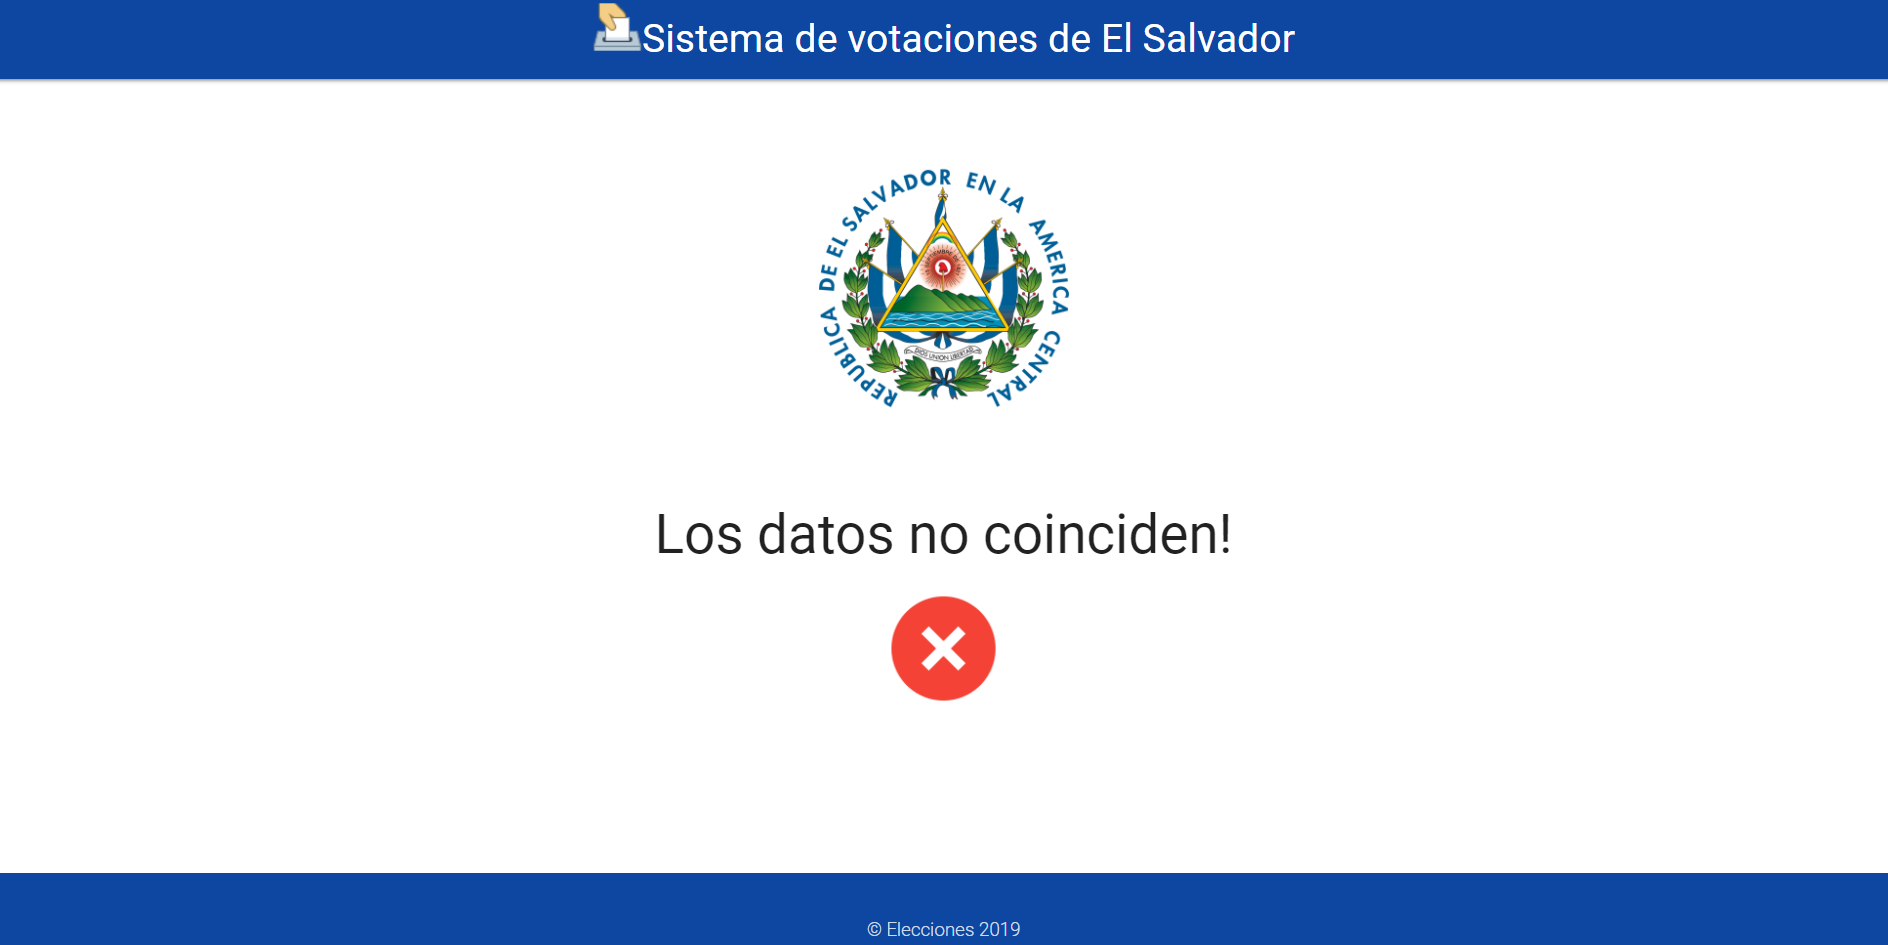 Sistema de votaciones de El Salvador
REPUBLICA DE EL SALVADOR EN LA AMERICA CENTRAL
DIOS UNION LIBERTAD
Los datos no coinciden!
© Elecciones 2019